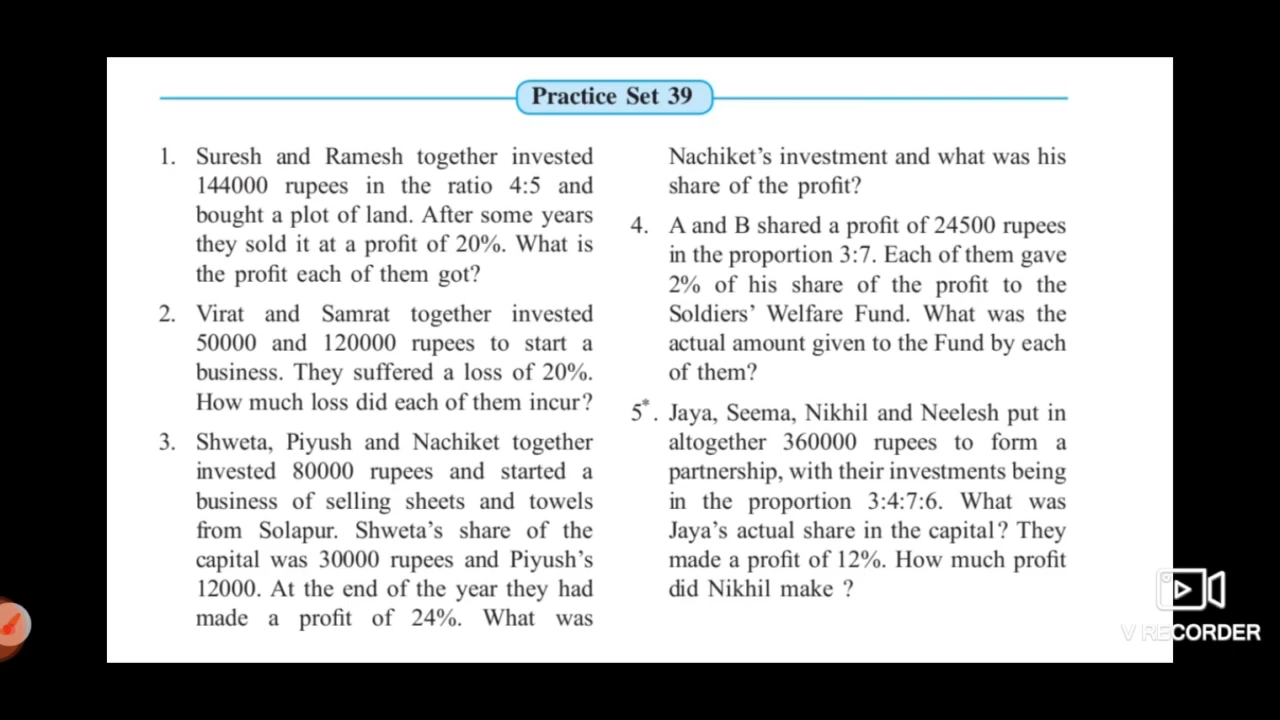 Practice Set 39
1. Suresh and Ramesh together invested
144000 rupees in the ratio 4:5 and
bought a plot of land. After some years
they sold it at a profit of 20%. What is
the profit each of them got?
2. Virat and Samrat together invested
50000 and 120000 rupees to start a
business. They suffered a loss of 20%.
How much loss did each of them incur?
3. Shweta, Piyush and Nachiket together
invested 80000 rupees and started a
business of selling sheets and towels
from Solapur. Shweta’s share of the
capital was 30000 rupees and Piyush’s
12000. At the end of the year they had
made a profit of 24%. What was
Nachiket’s investment and what was his
share of the profit?
4. A and B shared a profit of 24500 rupees
in the proportion 3:7. Each of them gave
2% of his share of the profit to the
Soldiers’ Welfare Fund. What was the
actual amount given to the Fund by each
of them?
5*. Jaya, Seema, Nikhil and Neelesh put in
altogether 360000 rupees to form a
partnership, with their investments being
in the proportion 3:4:7:6. What was
Jaya’s actual share in the capital? They
made a profit of 12%. How much profit
did Nikhil make ?
V RECORDER